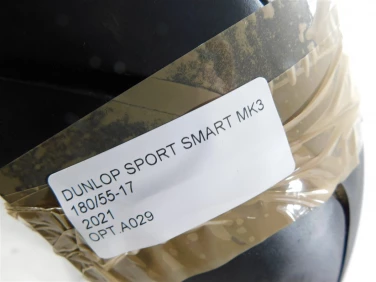 DUNLOP SPORT SMART MK3
180/55-17
2021
OPT.A029